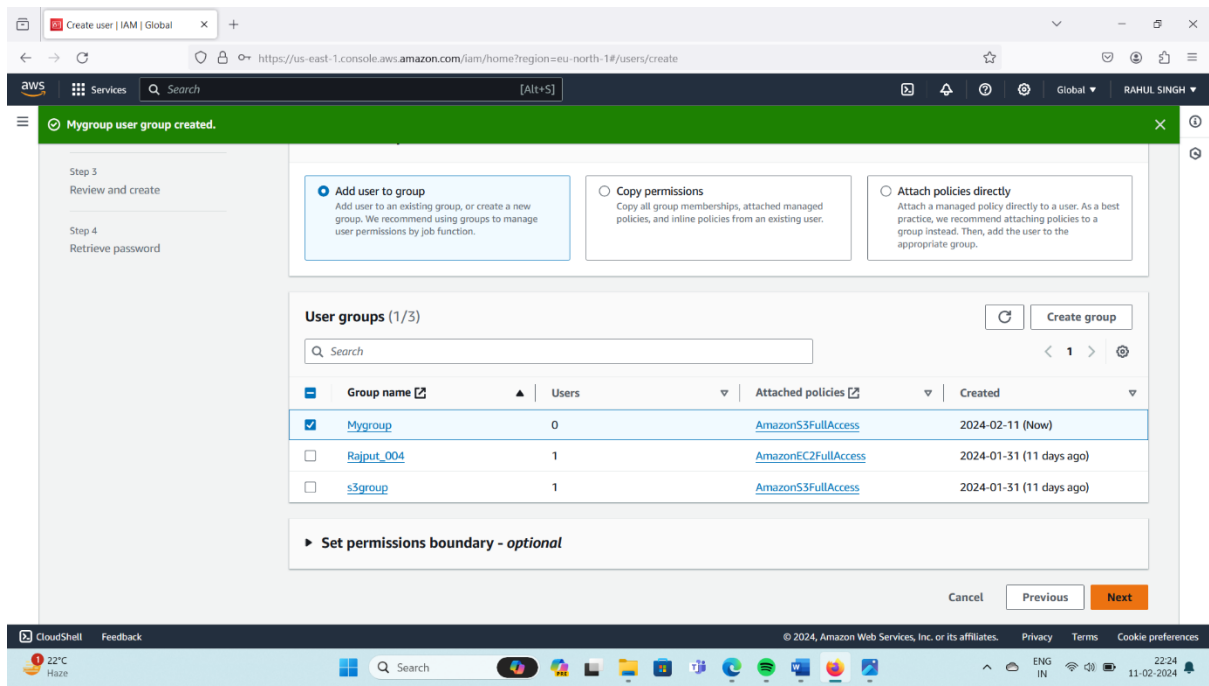 Create user | IAM | Global
https://us-east-1.console.aws.amazon.com/iam/home?region=eu-north-1#/users/create
aws
Services
Search
[Alt+S]
Global
RAHUL SINGH
Mygroup user group created.
Step 3
Review and create
Step 4
Retrieve password
Add user to group
Add user to an existing group, or create a new
group. We recommend using groups to manage
user permissions by job function.
Copy permissions
Copy all group memberships, attached managed
policies, and inline policies from an existing user.
Attach policies directly
Attach a managed policy directly to a user. As a best
practice, we recommend attaching policies to a
group instead. Then, add the user to the
appropriate group.
User groups (1/3)
Create group
Search
1
Group name Users Attached policies Created
Mygroup 0 AmazonS3FullAccess 2024-02-11 (Now)
Rajput_004 1 AmazonEC2FullAccess 2024-01-31 (11 days ago)
s3group 1 AmazonS3FullAccess 2024-01-31 (11 days ago)
Set permissions boundary - optional
Cancel Previous Next
CloudShell Feedback © 2024, Amazon Web Services, Inc. or its affiliates. Privacy Terms Cookie preferences
1
22°C
Haze
Search
PRE
ENG
IN
22:24
11-02-2024